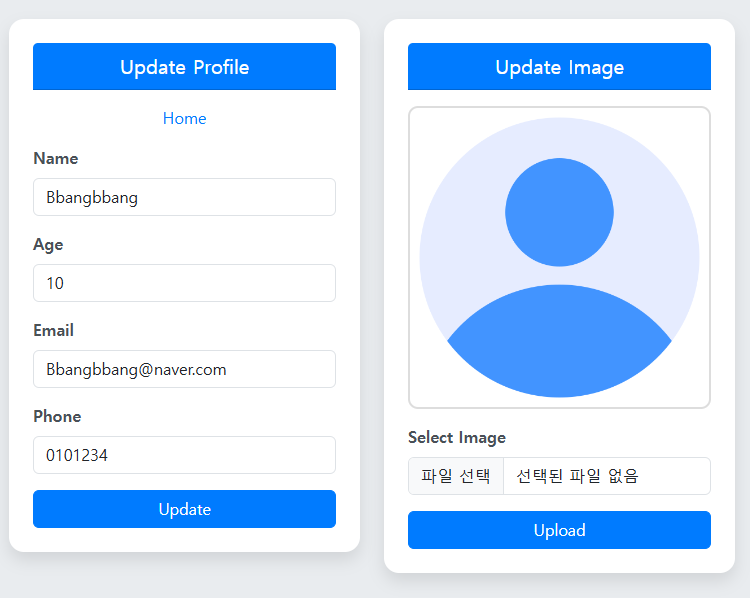 Update Profile
Home
Name
Bbangbbang
Age
10
Email
Bbangbbang@naver.com
Phone
0101234
Update
Update Image
Select Image
파일 선택 선택된 파일 없음
Upload